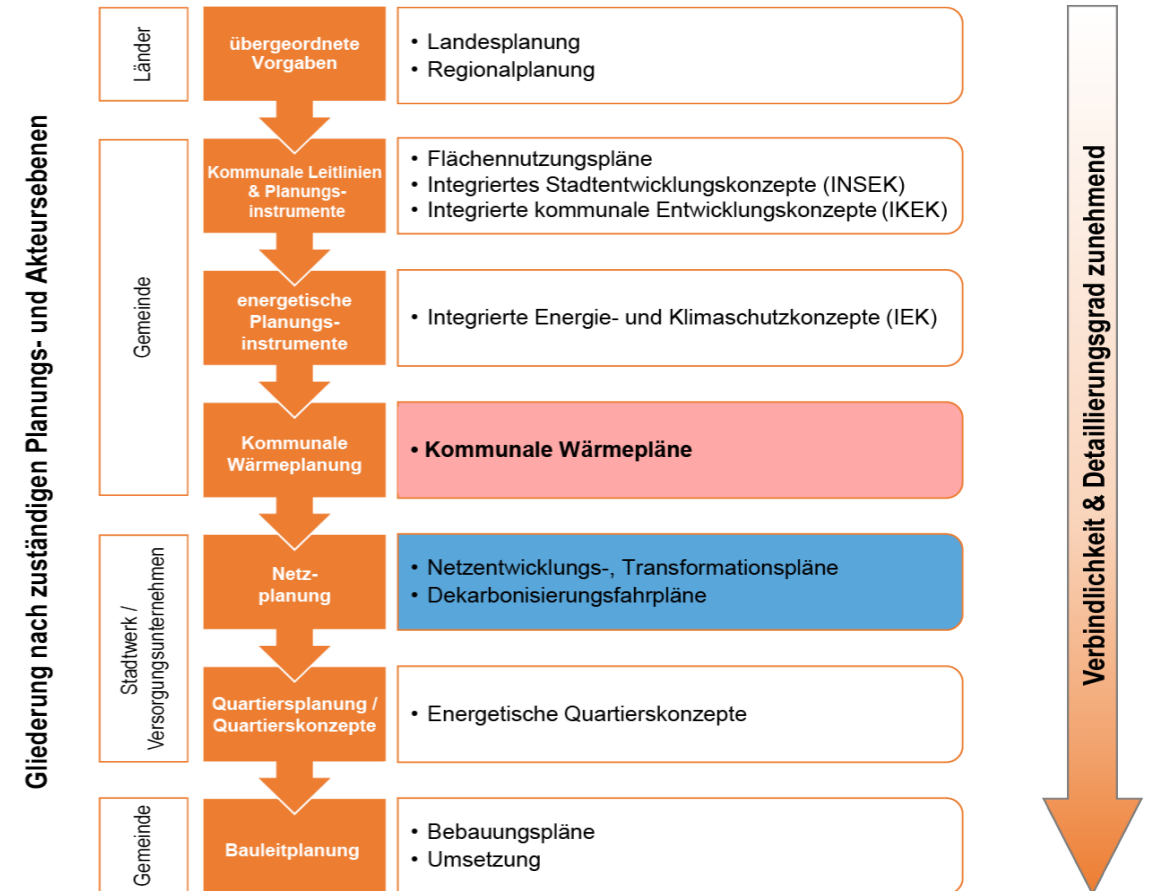 Gliederung nach zuständigen Planungs- und Akteursebenen
Länder
übergeordnete
Vorgaben
• Landesplanung
• Regionalplanung
Gemeinde
Kommunale Leitlinien
& Planungs-
instrumente
• Flächennutzungspläne
• Integriertes Stadtentwicklungskonzepte (INSEK)
• Integrierte kommunale Entwicklungskonzepte (IKEK)
energetische
Planungs-
instrumente
• Integrierte Energie- und Klimaschutzkonzepte (IEK)
Kommunale
Wärmeplanung
• Kommunale Wärmepläne
Stadtwerk /
Versorgungsunternehmen
Netz-
planung
• Netzentwicklungs-, Transformationspläne
• Dekarbonisierungsfahrpläne
Quartiersplanung /
Quartierskonzepte
• Energetische Quartierskonzepte
Gemeinde
Bauleitplanung
• Bebauungspläne
• Umsetzung
Verbindlichkeit & Detaillierungsgrad zunehmend